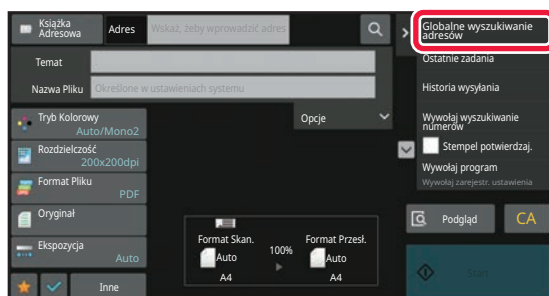 Książka
Adresowa
Adres
Wskaż, żeby wprowadzić adres
Temat
Nazwa Pliku
Określone w ustawieniach systemu
Opcje
Tryb Kolorowy
Auto/Mono2
Rozdzielczość
200x200dpi
Format Pliku
PDF
Oryginał
Ekspozycja
Auto
Inne
Format Skan.
Auto
A4
100%
Format Przesł.
Auto
A4
Globalne wyszukiwanie
adresów
Ostatnie zadania
Historia wysyłania
Wywołaj wyszukiwanie
numerów
Stempel potwierdzaj.
Wywołaj program
Wywołaj zarejestr. ustawienia
Podgląd
CA
Start